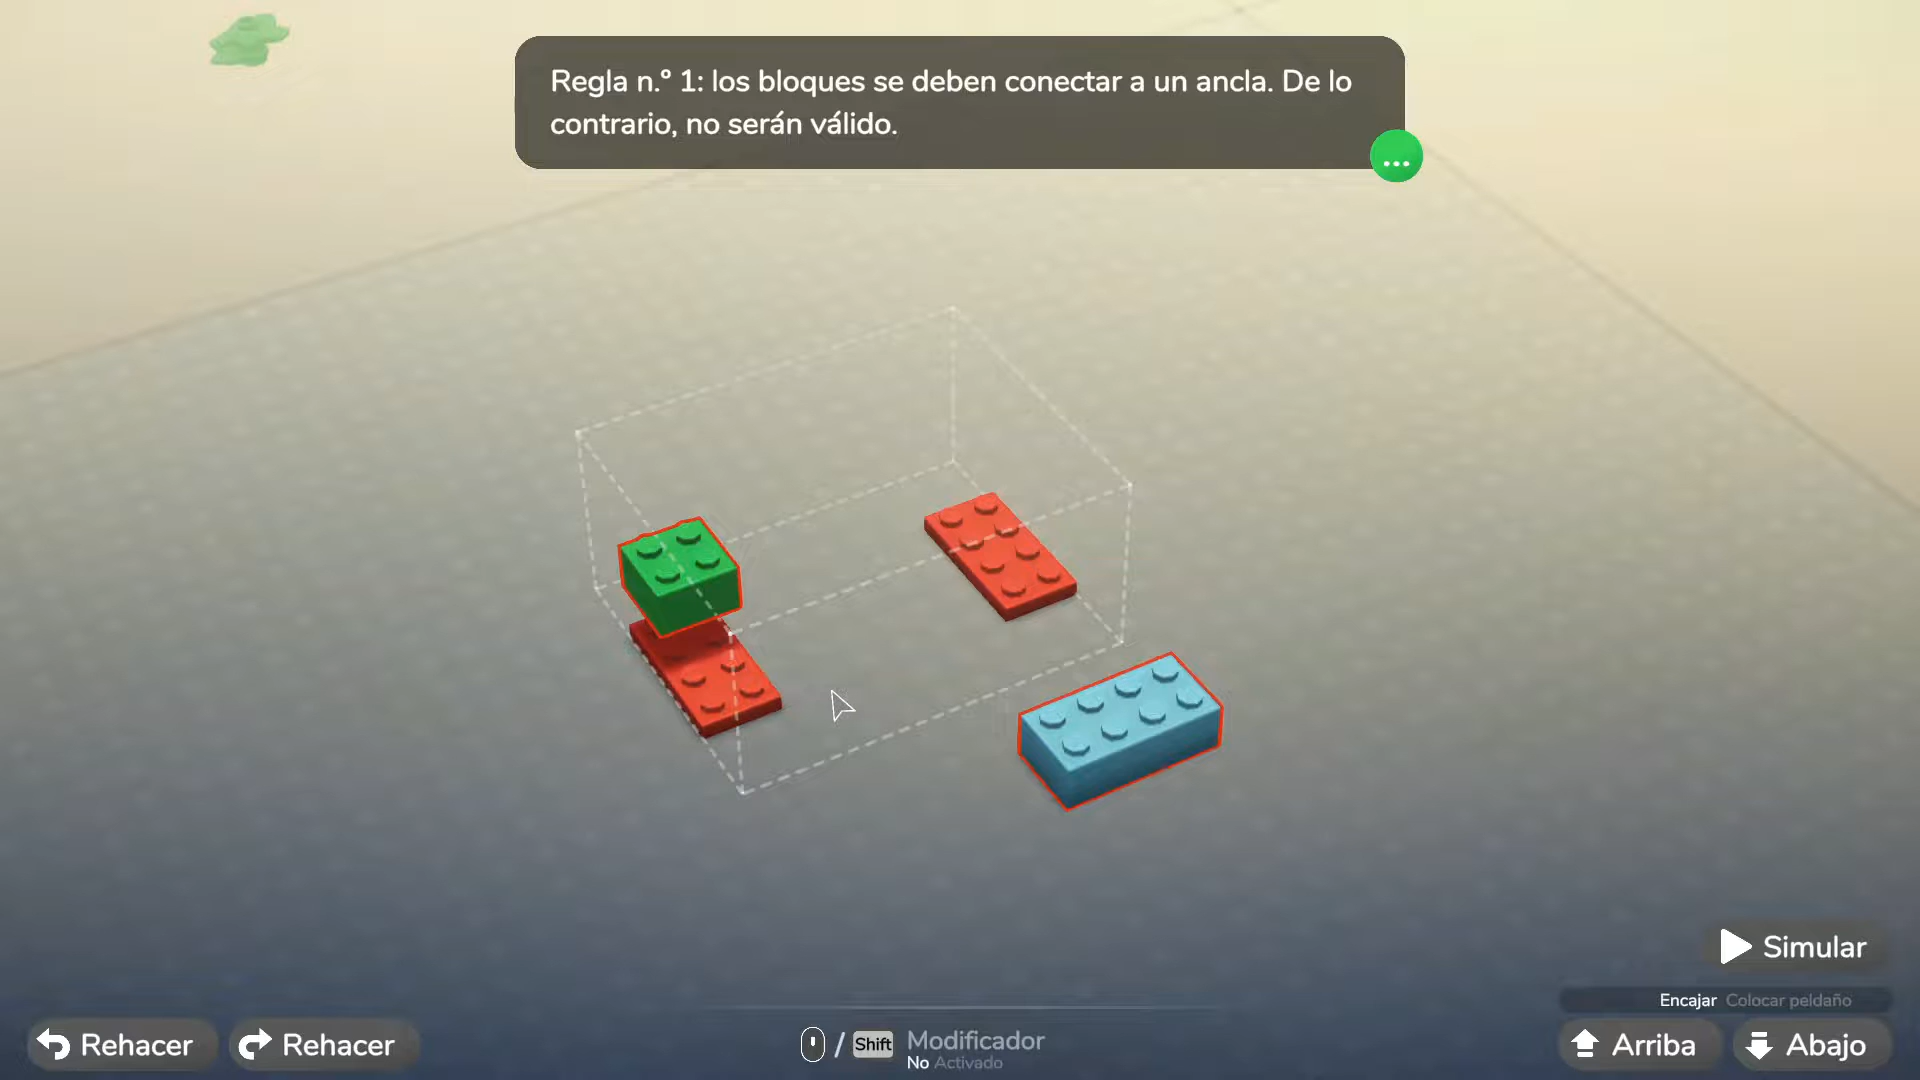 Regla n.º 1: los bloques se deben conectar a un ancla. De lo
contrario, no serán válido.
...
Simular
Encajar Colocar peldaño
Rehacer
Rehacer
/ Shift Modificador
No Activado
Arriba
Abajo